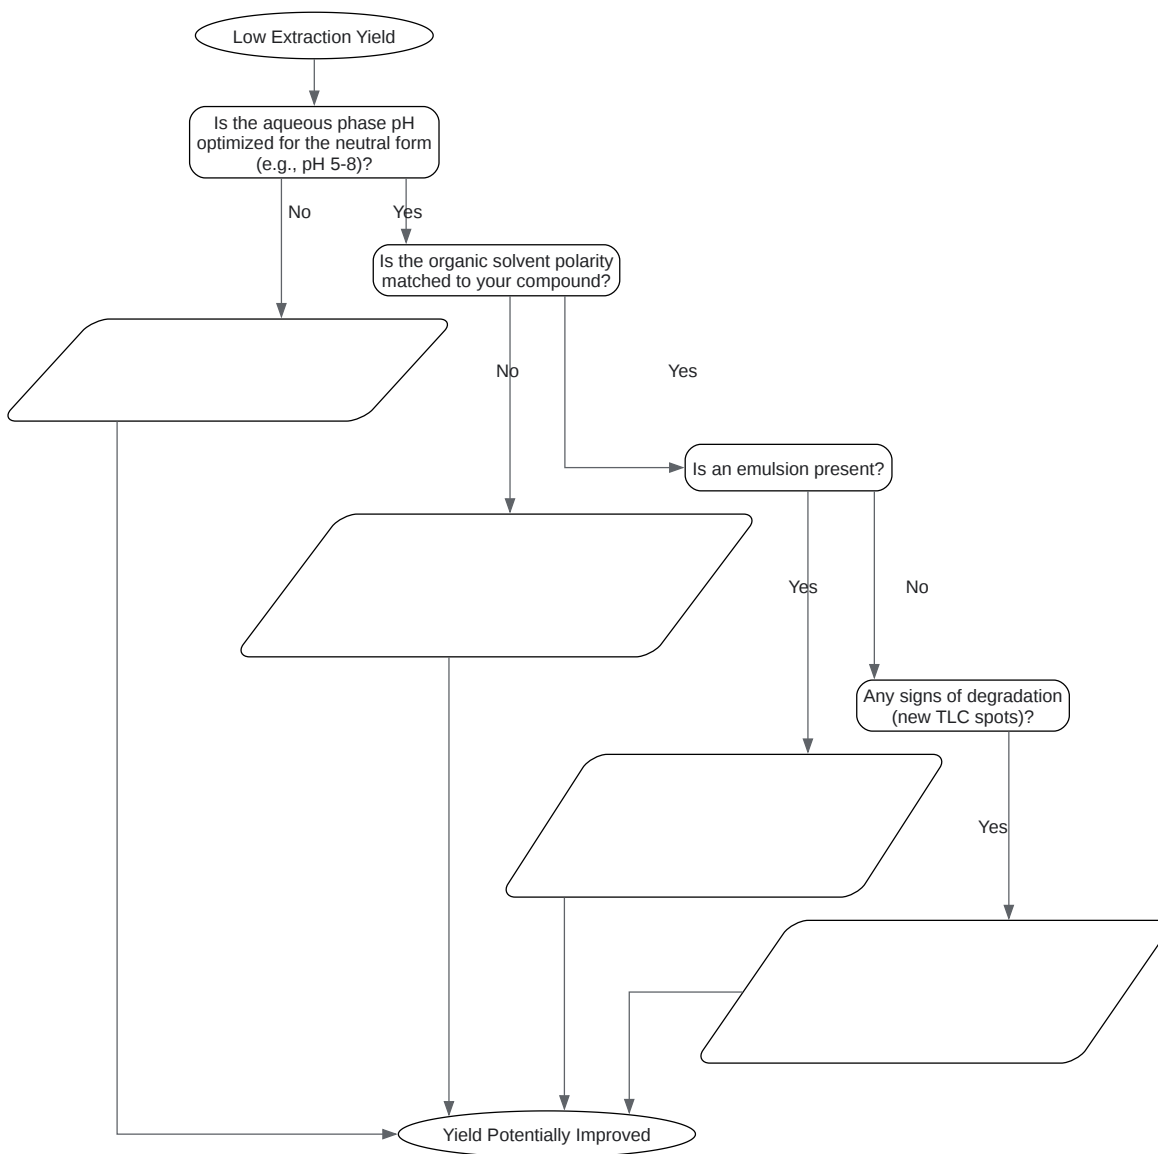 Low Extraction Yield
Is the aqueous phase pH
optimized for the neutral form
(e.g., pH 5-8)?
No
Yes
Is the organic solvent polarity
matched to your compound?
No
Yes
Is an emulsion present?
Yes
No
Any signs of degradation
(new TLC spots)?
Yes
Yield Potentially Improved